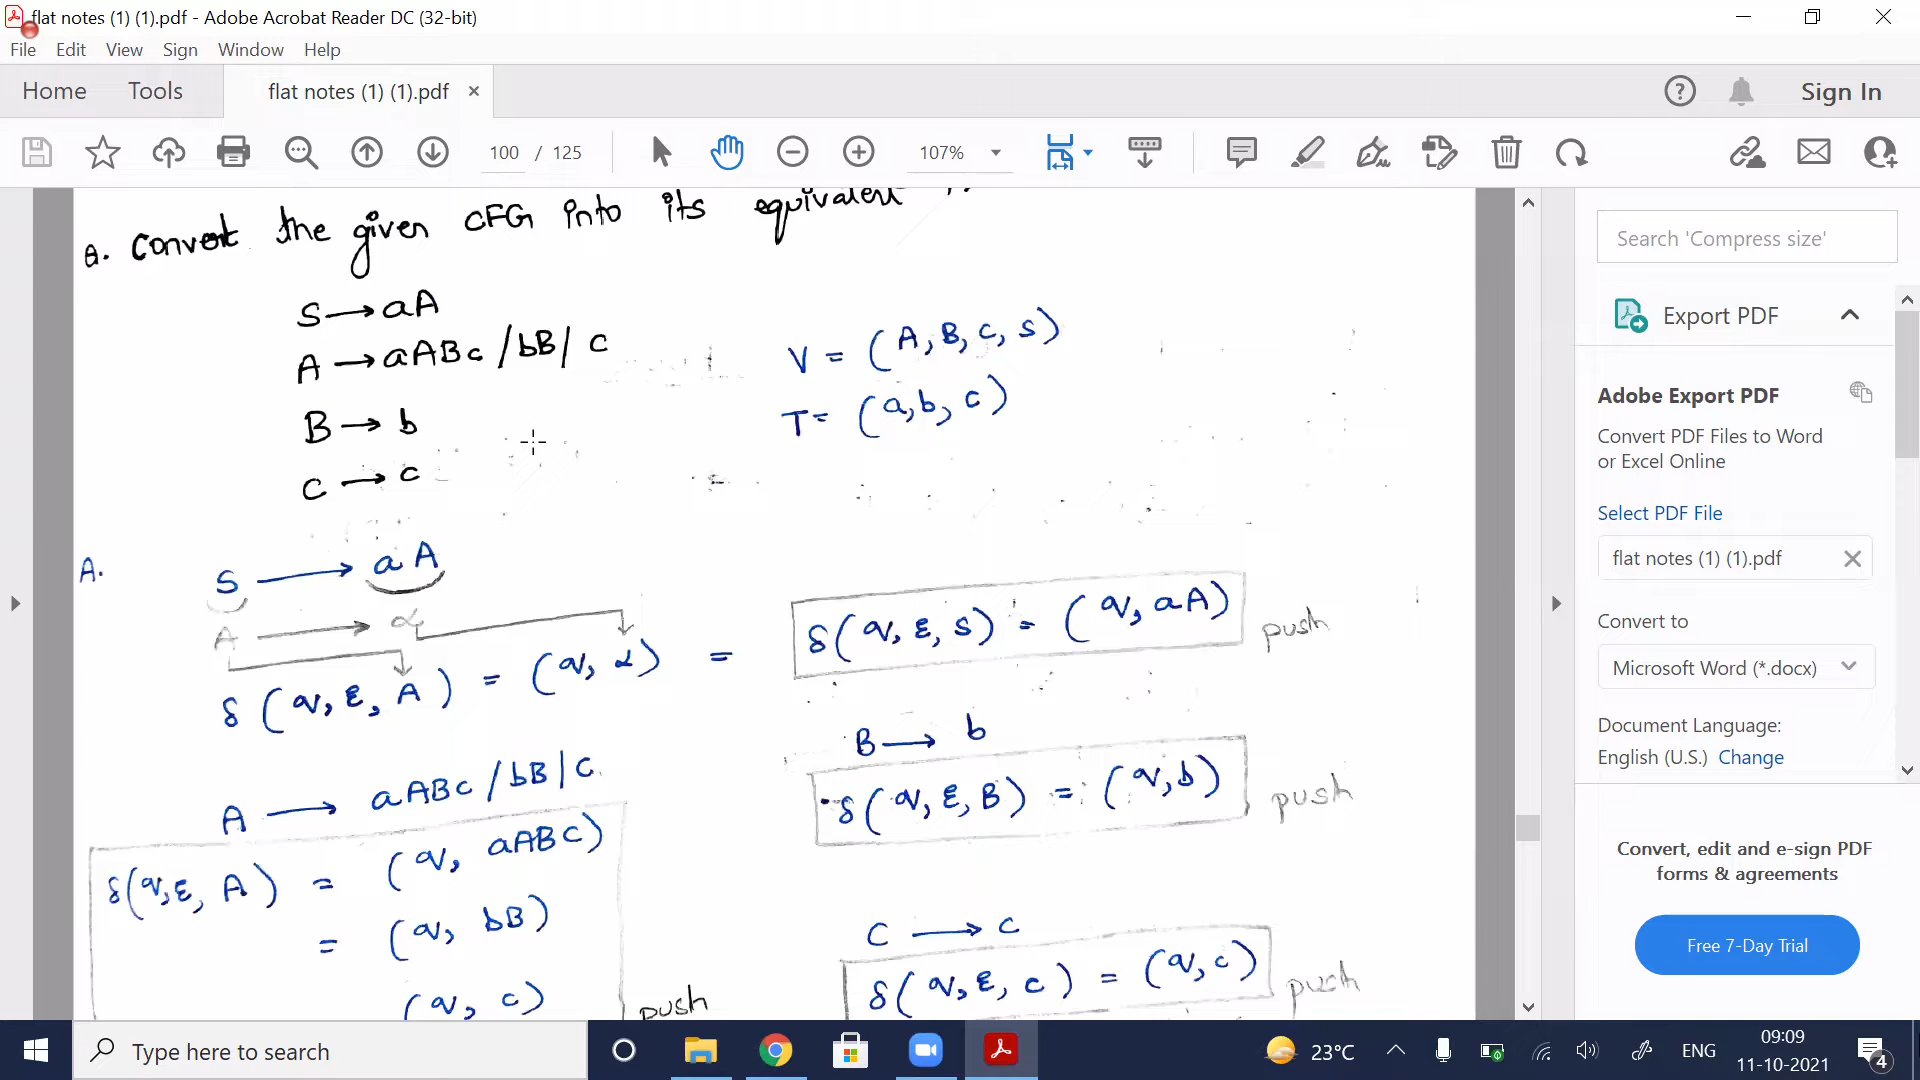 flat notes (1) (1).pdf - Adobe Acrobat Reader DC (32-bit)
File Edit View Sign Window Help
Home Tools flat notes (1) (1).pdf × Sign In
100 / 125 107%
Q. Convert the given CFG into its equivalent
S → aA
A → aABC / bB | c
B → b
C → c
V = (A, B, C, S)
T = (a, b, c)
A. S → aA
A → α
δ(q, ε, A) = (q, α) = δ(q, ε, S) = (q, aA) push
B → b
δ(q, ε, B) = (q, b) push
A → aABC / bB | c
δ(q, ε, A) = (q, aABC)
= (q, bB)
(q, c) push
C → c
δ(q, ε, C) = (q, c) push
Search 'Compress size'
Export PDF
Adobe Export PDF
Convert PDF Files to Word
or Excel Online
Select PDF File
flat notes (1) (1).pdf
Convert to
Microsoft Word (*.docx)
Document Language:
English (U.S.) Change
Convert, edit and e-sign PDF
forms & agreements
Free 7-Day Trial
Type here to search
23°C ENG 09:09
11-10-2021
4